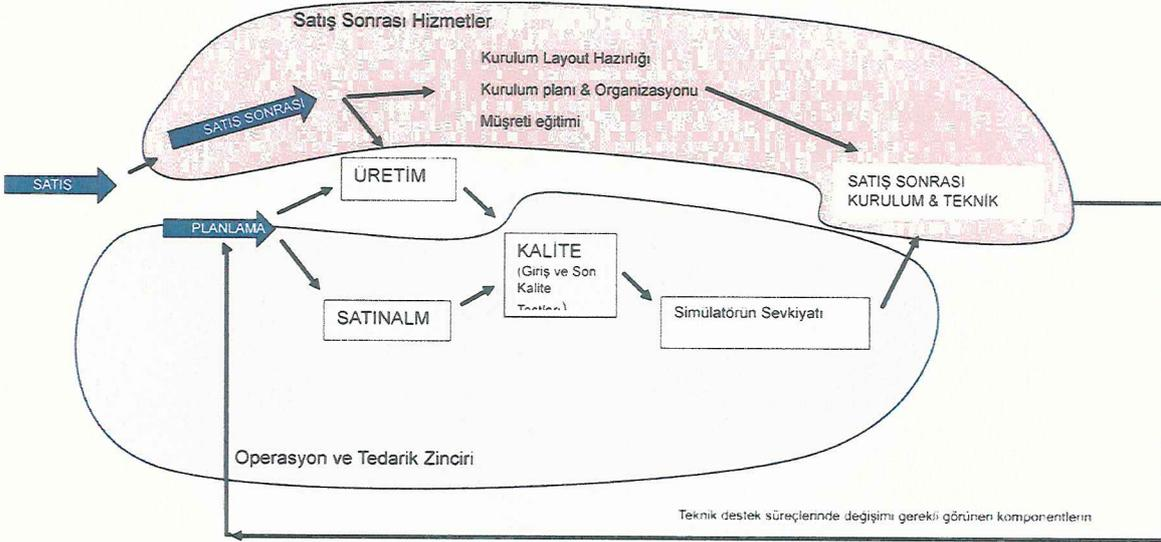 Satış Sonrası Hizmetler
Kurulum Layout Hazırlığı
Kurulum planı & Organizasyonu
Müşreti eğitimi
SATIŞ SONRASI
SATIŞ
ÜRETİM
SATIŞ SONRASI
KURULUM & TEKNİK
PLANLAMA
KALİTE
(Giriş ve Son
Kalite
SATINALM
Simülatörün Sevkiyatı
Operasyon ve Tedarik Zinciri
Teknik destek süreçlerinde değişimi gerekli görünen komponentlerin